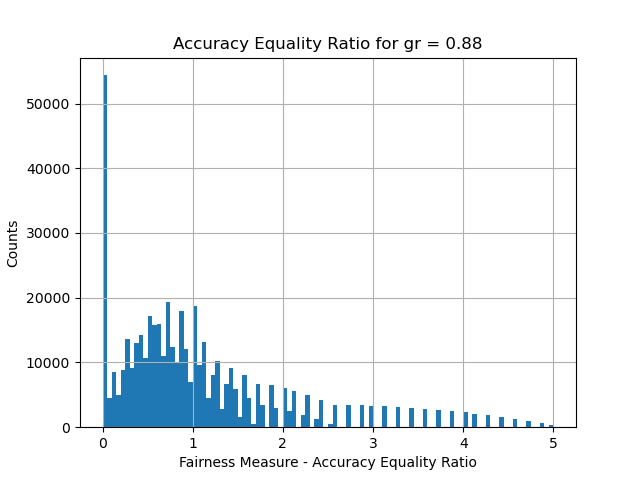 Accuracy Equality Ratio for gr = 0.88
50000
40000
30000
20000
10000
0
Counts
0 1 2 3 4 5
Fairness Measure - Accuracy Equality Ratio